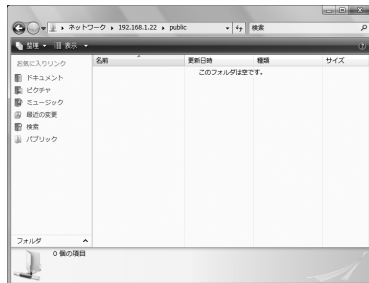 ネットワーク ▸ 192.168.1.22 ▸ public
検索
整理 表示
お気に入りリンク
ドキュメント
ピクチャ
ミュージック
最近の変更
検索
パブリック
フォルダ
名前 更新日時 種類 サイズ
このフォルダは空です。
0 個の項目